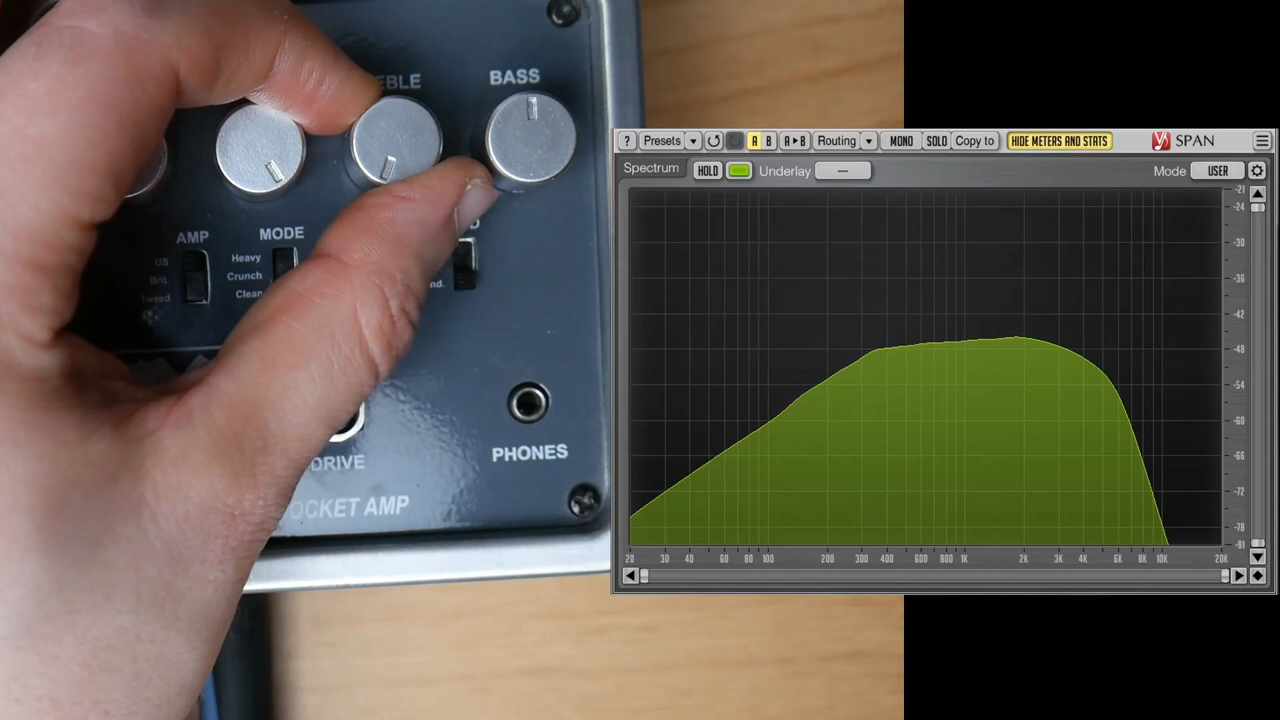 EBLE
BASS
AMP
MODE
US
Brit.
Tweed
Heavy
Crunch
Clean
nd.
DRIVE
PHONES
OCKET AMP
? Presets A B A▸B Routing MONO SOLO Copy to HIDE METERS AND STATS SPAN
Spectrum HOLD Underlay --- Mode USER
-21
-24
-30
-36
-42
-48
-54
-60
-66
-72
-78
-81
20 30 40 60 80 100 200 300 400 600 800 1K 2K 3K 4K 6K 8K 10K 20K